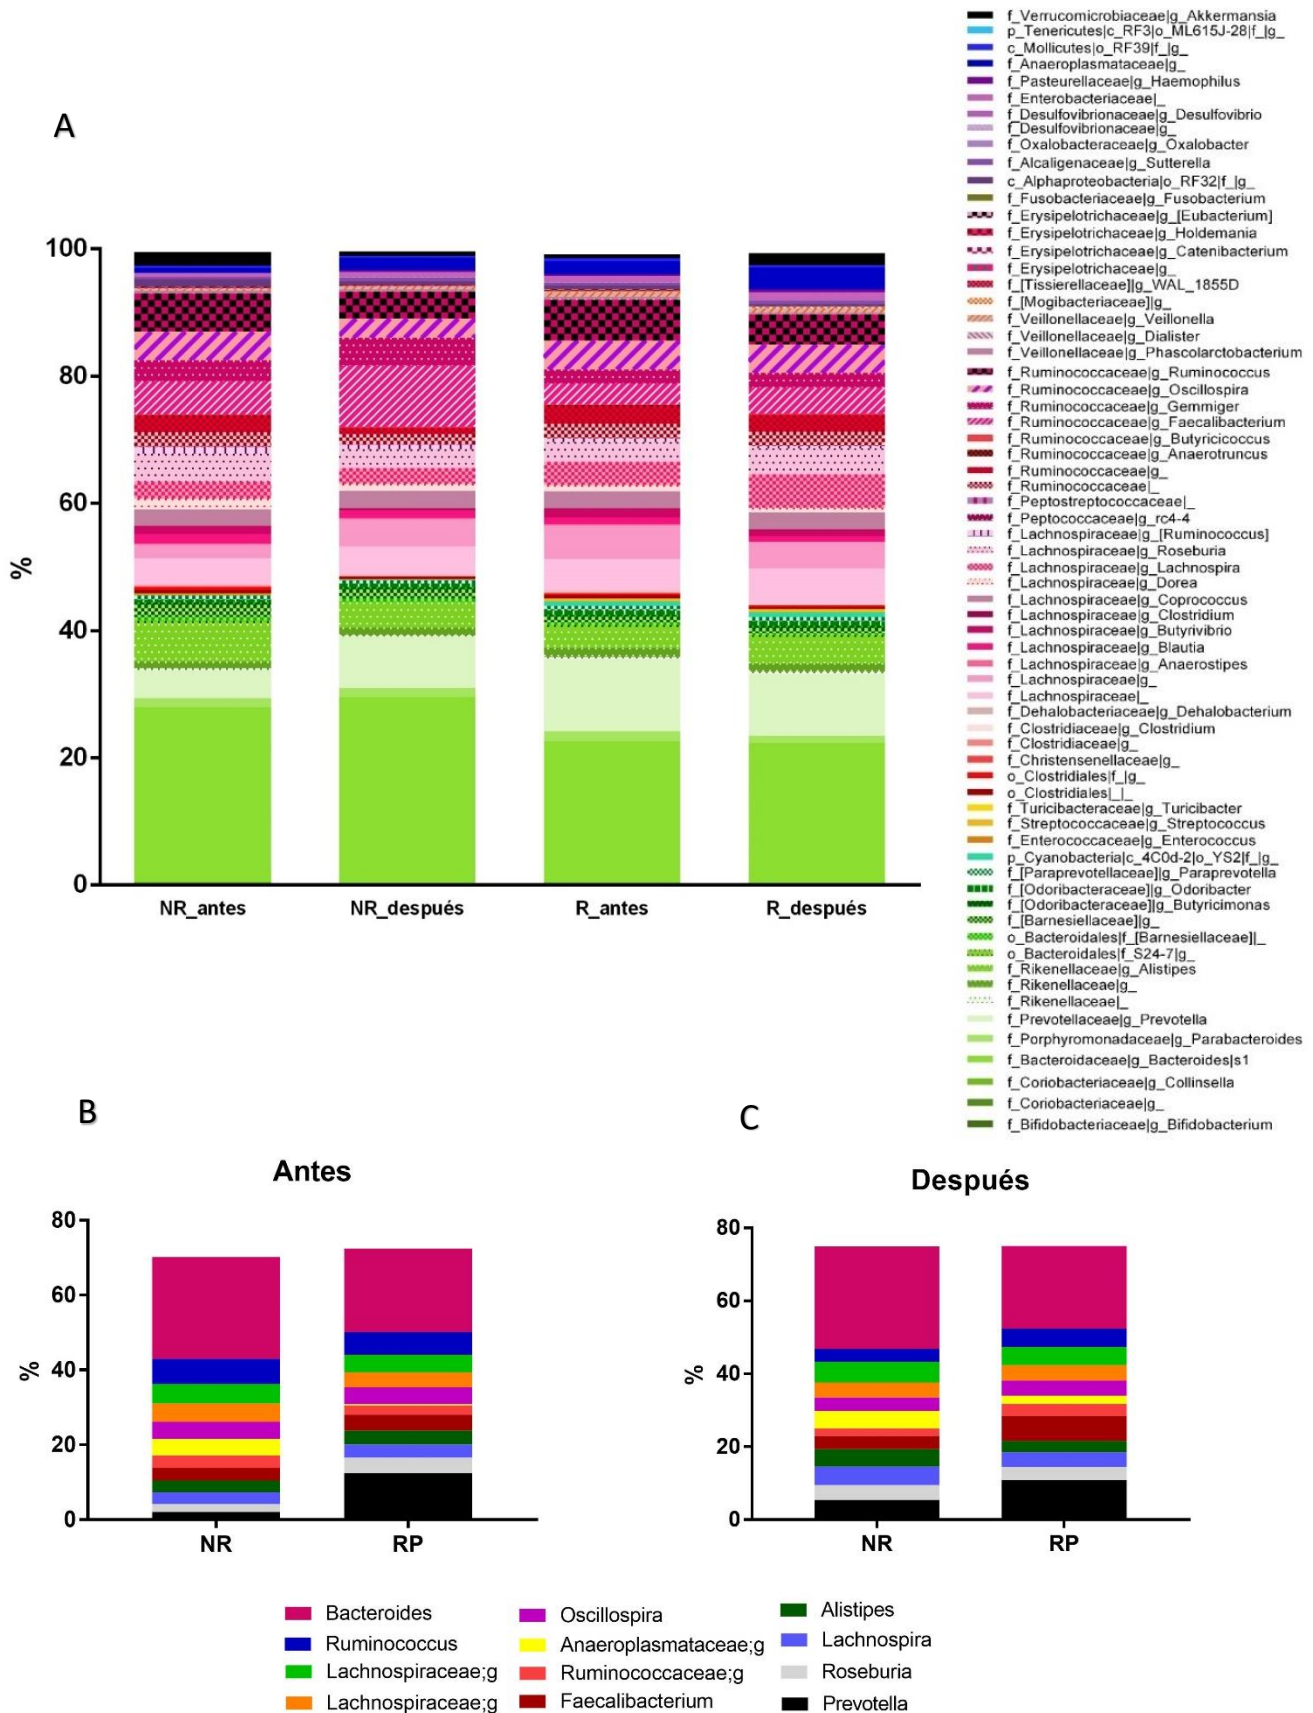 A
100
80
60
40
20
0
%
NR_antes
NR_después
R_antes
R_después
f_Verrucomicrobiaceae|g_Akkermansia
p_Tenericutes|c_RF3|o_ML615J-28|f_|g_
c_Mollicutes|o_RF39|f_|g_
f_Anaeroplasmataceae|g_
f_Pasteurellaceae|g_Haemophilus
f_Enterobacteriaceae|_
f_Desulfovibrionaceae|g_Desulfovibrio
f_Desulfovibrionaceae|g_
f_Oxalobacteraceae|g_Oxalobacter
f_Alcaligenaceae|g_Sutterella
c_Alphaproteobacteria|o_RF32|f_|g_
f_Fusobacteriaceae|g_Fusobacterium
f_Erysipelotrichaceae|g_[Eubacterium]
f_Erysipelotrichaceae|g_Holdemania
f_Erysipelotrichaceae|g_Catenibacterium
f_Erysipelotrichaceae|g_
f_[Tissierellaceae]|g_WAL_1855D
f_[Mogibacteriaceae]|g_
f_Veillonellaceae|g_Veillonella
f_Veillonellaceae|g_Dialister
f_Veillonellaceae|g_Phascolarctobacterium
f_Ruminococcaceae|g_Ruminococcus
f_Ruminococcaceae|g_Oscillospira
f_Ruminococcaceae|g_Gemmiger
f_Ruminococcaceae|g_Faecalibacterium
f_Ruminococcaceae|g_Butyricicoccus
f_Ruminococcaceae|g_Anaerotruncus
f_Ruminococcaceae|g_
f_Ruminococcaceae|_
f_Peptostreptococcaceae|_
f_Peptococcaceae|g_rc4-4
f_Lachnospiraceae|g_[Ruminococcus]
f_Lachnospiraceae|g_Roseburia
f_Lachnospiraceae|g_Lachnospira
f_Lachnospiraceae|g_Dorea
f_Lachnospiraceae|g_Coprococcus
f_Lachnospiraceae|g_Clostridium
f_Lachnospiraceae|g_Butyrivibrio
f_Lachnospiraceae|g_Blautia
f_Lachnospiraceae|g_Anaerostipes
f_Lachnospiraceae|g_
f_Lachnospiraceae|_
f_Dehalobacteriaceae|g_Dehalobacterium
f_Clostridiaceae|g_Clostridium
f_Clostridiaceae|g_
f_Christensenellaceae|g_
o_Clostridiales|f_|g_
o_Clostridiales|_|_
f_Turicibacteraceae|g_Turicibacter
f_Streptococcaceae|g_Streptococcus
f_Enterococcaceae|g_Enterococcus
p_Cyanobacteria|c_4C0d-2|o_YS2|f_|g_
f_[Paraprevotellaceae]|g_Paraprevotella
f_[Odoribacteraceae]|g_Odoribacter
f_[Odoribacteraceae]|g_Butyricimonas
f_[Barnesiellaceae]|g_
o_Bacteroidales|f_[Barnesiellaceae]|_
o_Bacteroidales|f_S24-7|g_
f_Rikenellaceae|g_Alistipes
f_Rikenellaceae|g_
f_Rikenellaceae|_
f_Prevotellaceae|g_Prevotella
f_Porphyromonadaceae|g_Parabacteroides
f_Bacteroidaceae|g_Bacteroides|s1
f_Coriobacteriaceae|g_Collinsella
f_Coriobacteriaceae|g_
f_Bifidobacteriaceae|g_Bifidobacterium
B
Antes
80
60
40
20
0
%
NR
RP
C
Después
80
60
40
20
0
%
NR
RP
Bacteroides
Ruminococcus
Lachnospiraceae;g
Lachnospiraceae;g
Oscillospira
Anaeroplasmataceae;g
Ruminococcaceae;g
Faecalibacterium
Alistipes
Lachnospira
Roseburia
Prevotella